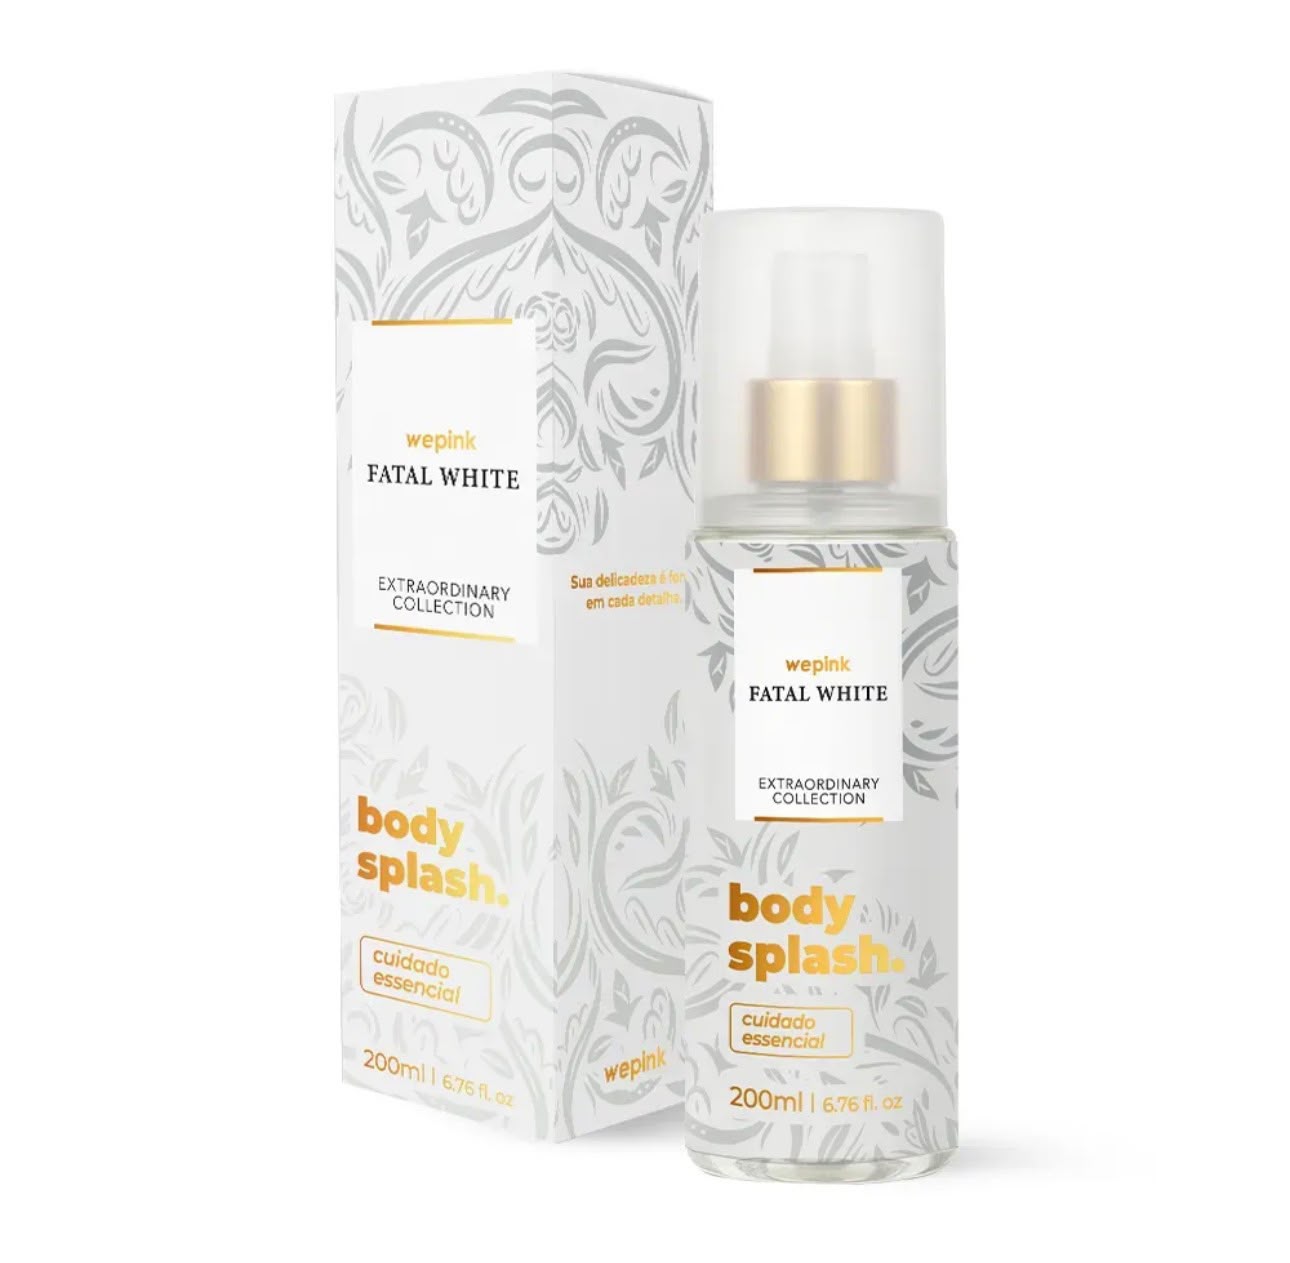 wepink
FATAL WHITE
EXTRAORDINARY
COLLECTION
body
splash.
cuidado
essencial
200ml | 6.76 fl. oz
Sua delicadeza é
em cada detalhe.
wepink
wepink
FATAL WHITE
EXTRAORDINARY
COLLECTION
body
splash.
cuidado
essencial
200ml | 6.76 fl. oz